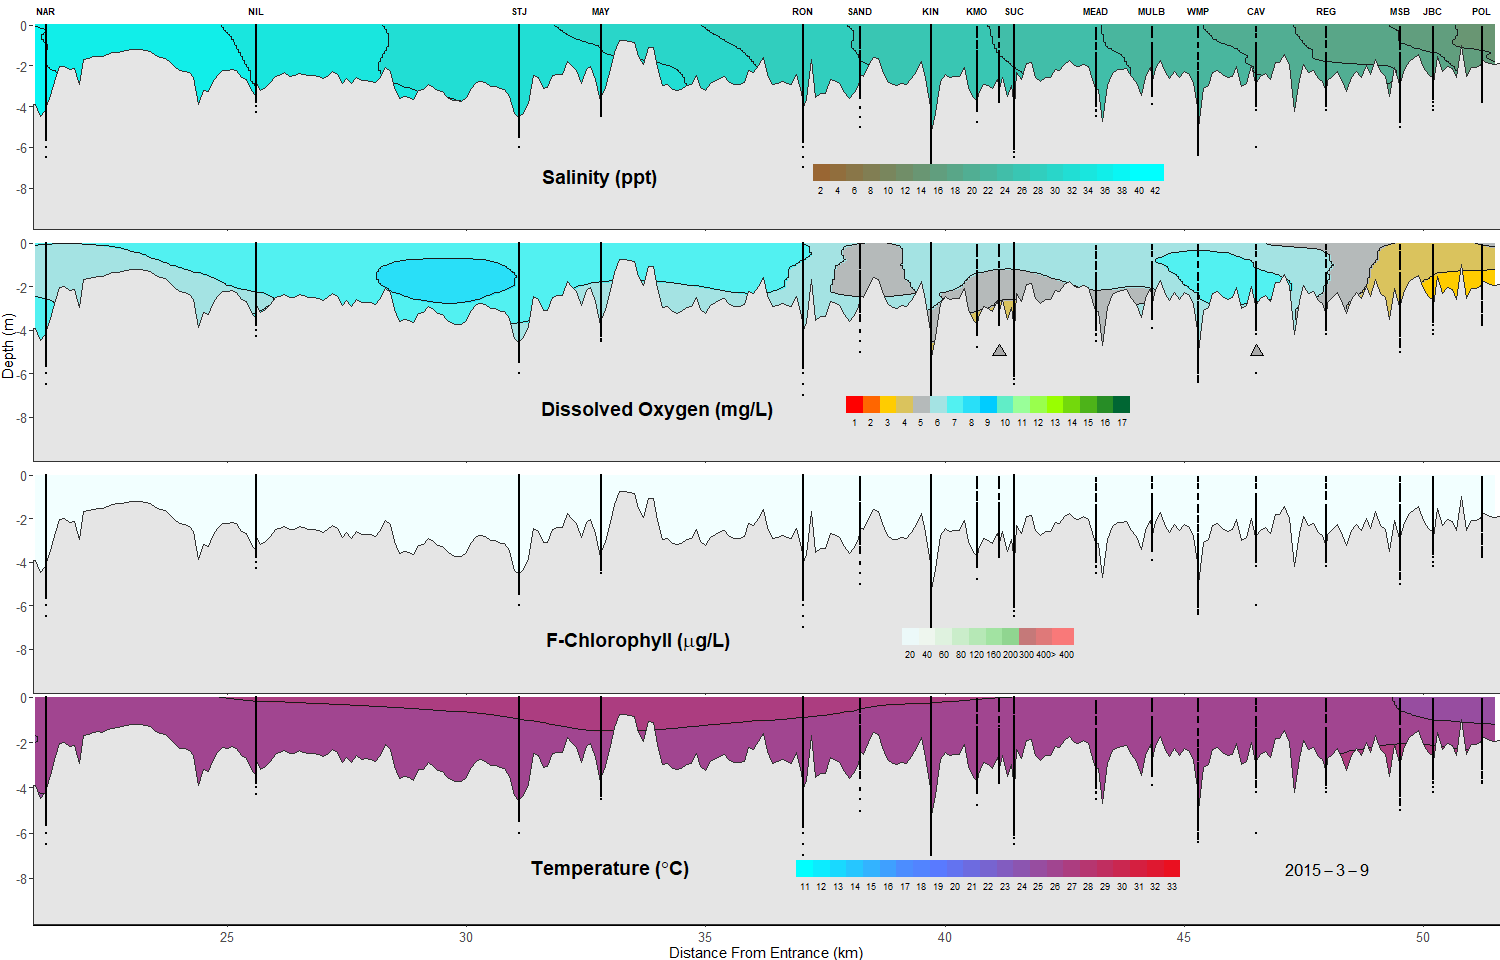 NAR NIL STJ MAY RON SAND KIN KMO SUC MEAD MULB WMP CAV REG MSB JBC POL
0
-2
-4
-6
-8
Salinity (ppt)
2 4 6 8 10 12 14 16 18 20 22 24 26 28 30 32 34 36 38 40 42
0
-2
-4
-6
-8
Depth (m)
Dissolved Oxygen (mg/L)
1 2 3 4 5 6 7 8 9 10 11 12 13 14 15 16 17
0
-2
-4
-6
-8
F-Chlorophyll (μg/L)
20 40 60 80 120 160 200 300 400> 400
0
-2
-4
-6
-8
Temperature (°C)
11 12 13 14 15 16 17 18 19 20 21 22 23 24 25 26 27 28 29 30 31 32 33
2015 – 3 – 9
25 30 35 40 45 50
Distance From Entrance (km)